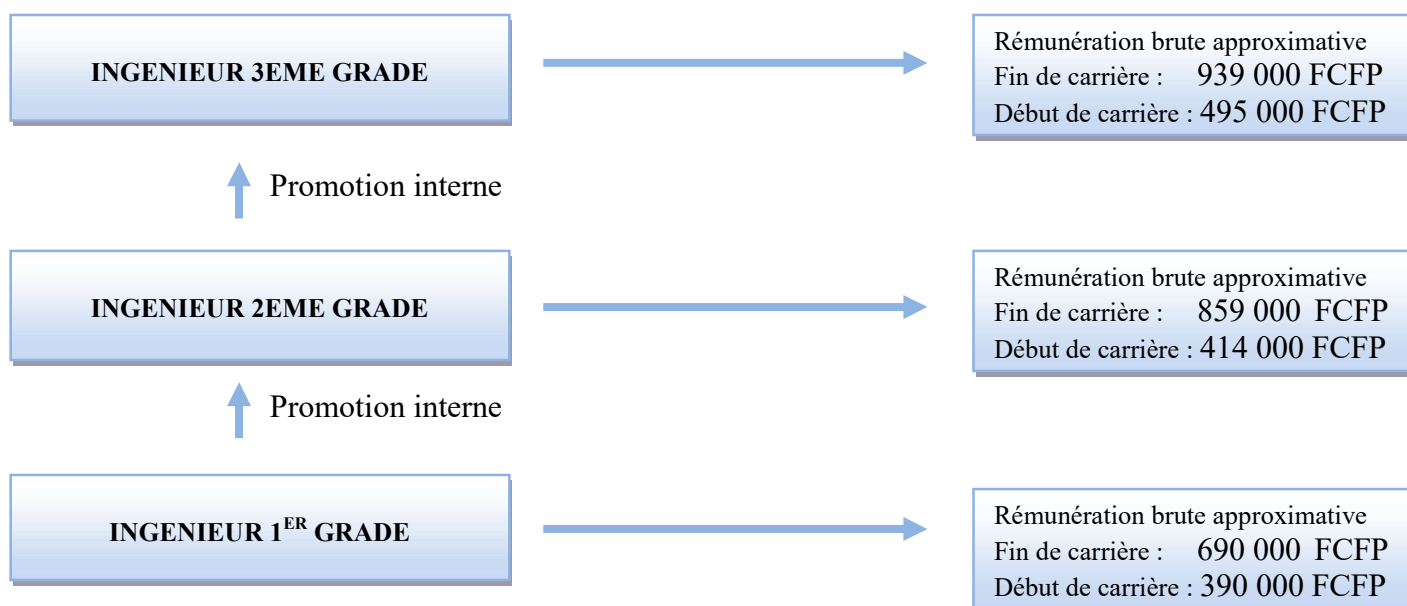 INGENIEUR 3EME GRADE
Rémunération brute approximative
Fin de carrière : 939 000 FCFP
Début de carrière : 495 000 FCFP
Promotion interne
INGENIEUR 2EME GRADE
Rémunération brute approximative
Fin de carrière : 859 000 FCFP
Début de carrière : 414 000 FCFP
Promotion interne
INGENIEUR 1ER GRADE
Rémunération brute approximative
Fin de carrière : 690 000 FCFP
Début de carrière : 390 000 FCFP